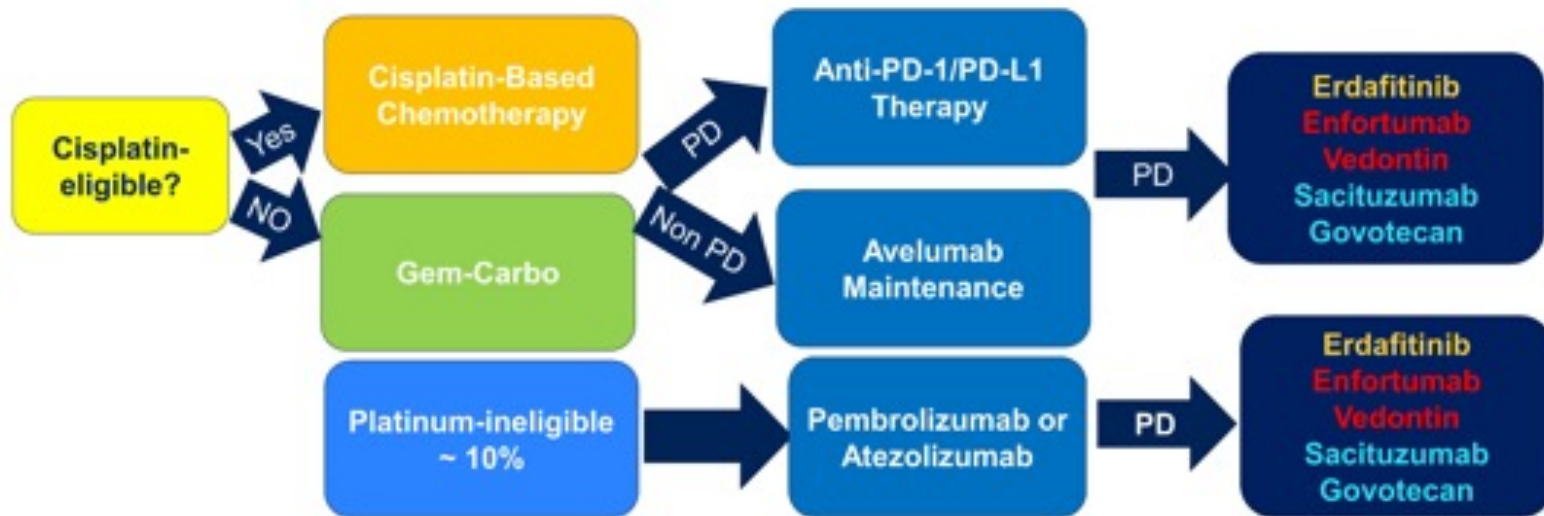 Cisplatin-
eligible?
Yes
NO
Cisplatin-Based
Chemotherapy
Gem-Carbo
Platinum-ineligible
~ 10%
PD
Non PD
Anti-PD-1/PD-L1
Therapy
Avelumab
Maintenance
Pembrolizumab or
Atezolizumab
PD
PD
Erdafitinib
Enfortumab
Vedontin
Sacituzumab
Govotecan
Erdafitinib
Enfortumab
Vedontin
Sacituzumab
Govotecan